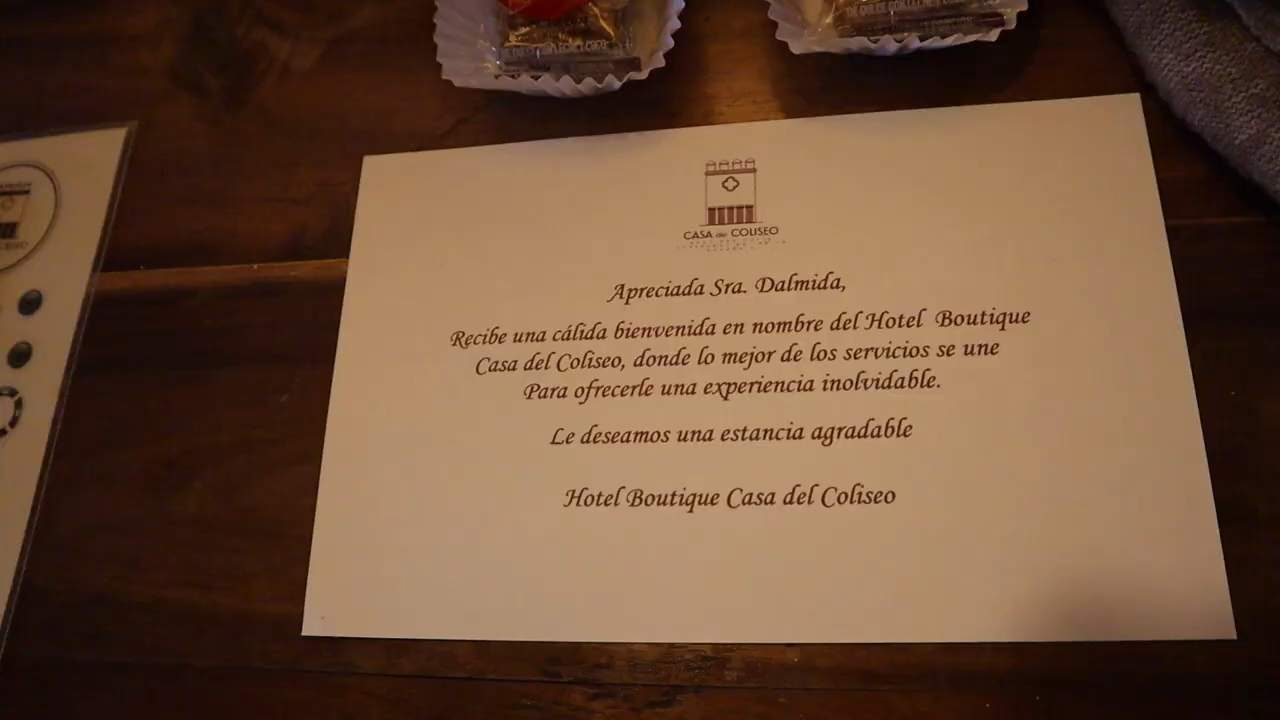 CASA del COLISEO
Apreciada Sra. Dalmida,
Recibe una cálida bienvenida en nombre del Hotel Boutique
Casa del Coliseo, donde lo mejor de los servicios se une
Para ofrecerle una experiencia inolvidable.
Le deseamos una estancia agradable
Hotel Boutique Casa del Coliseo